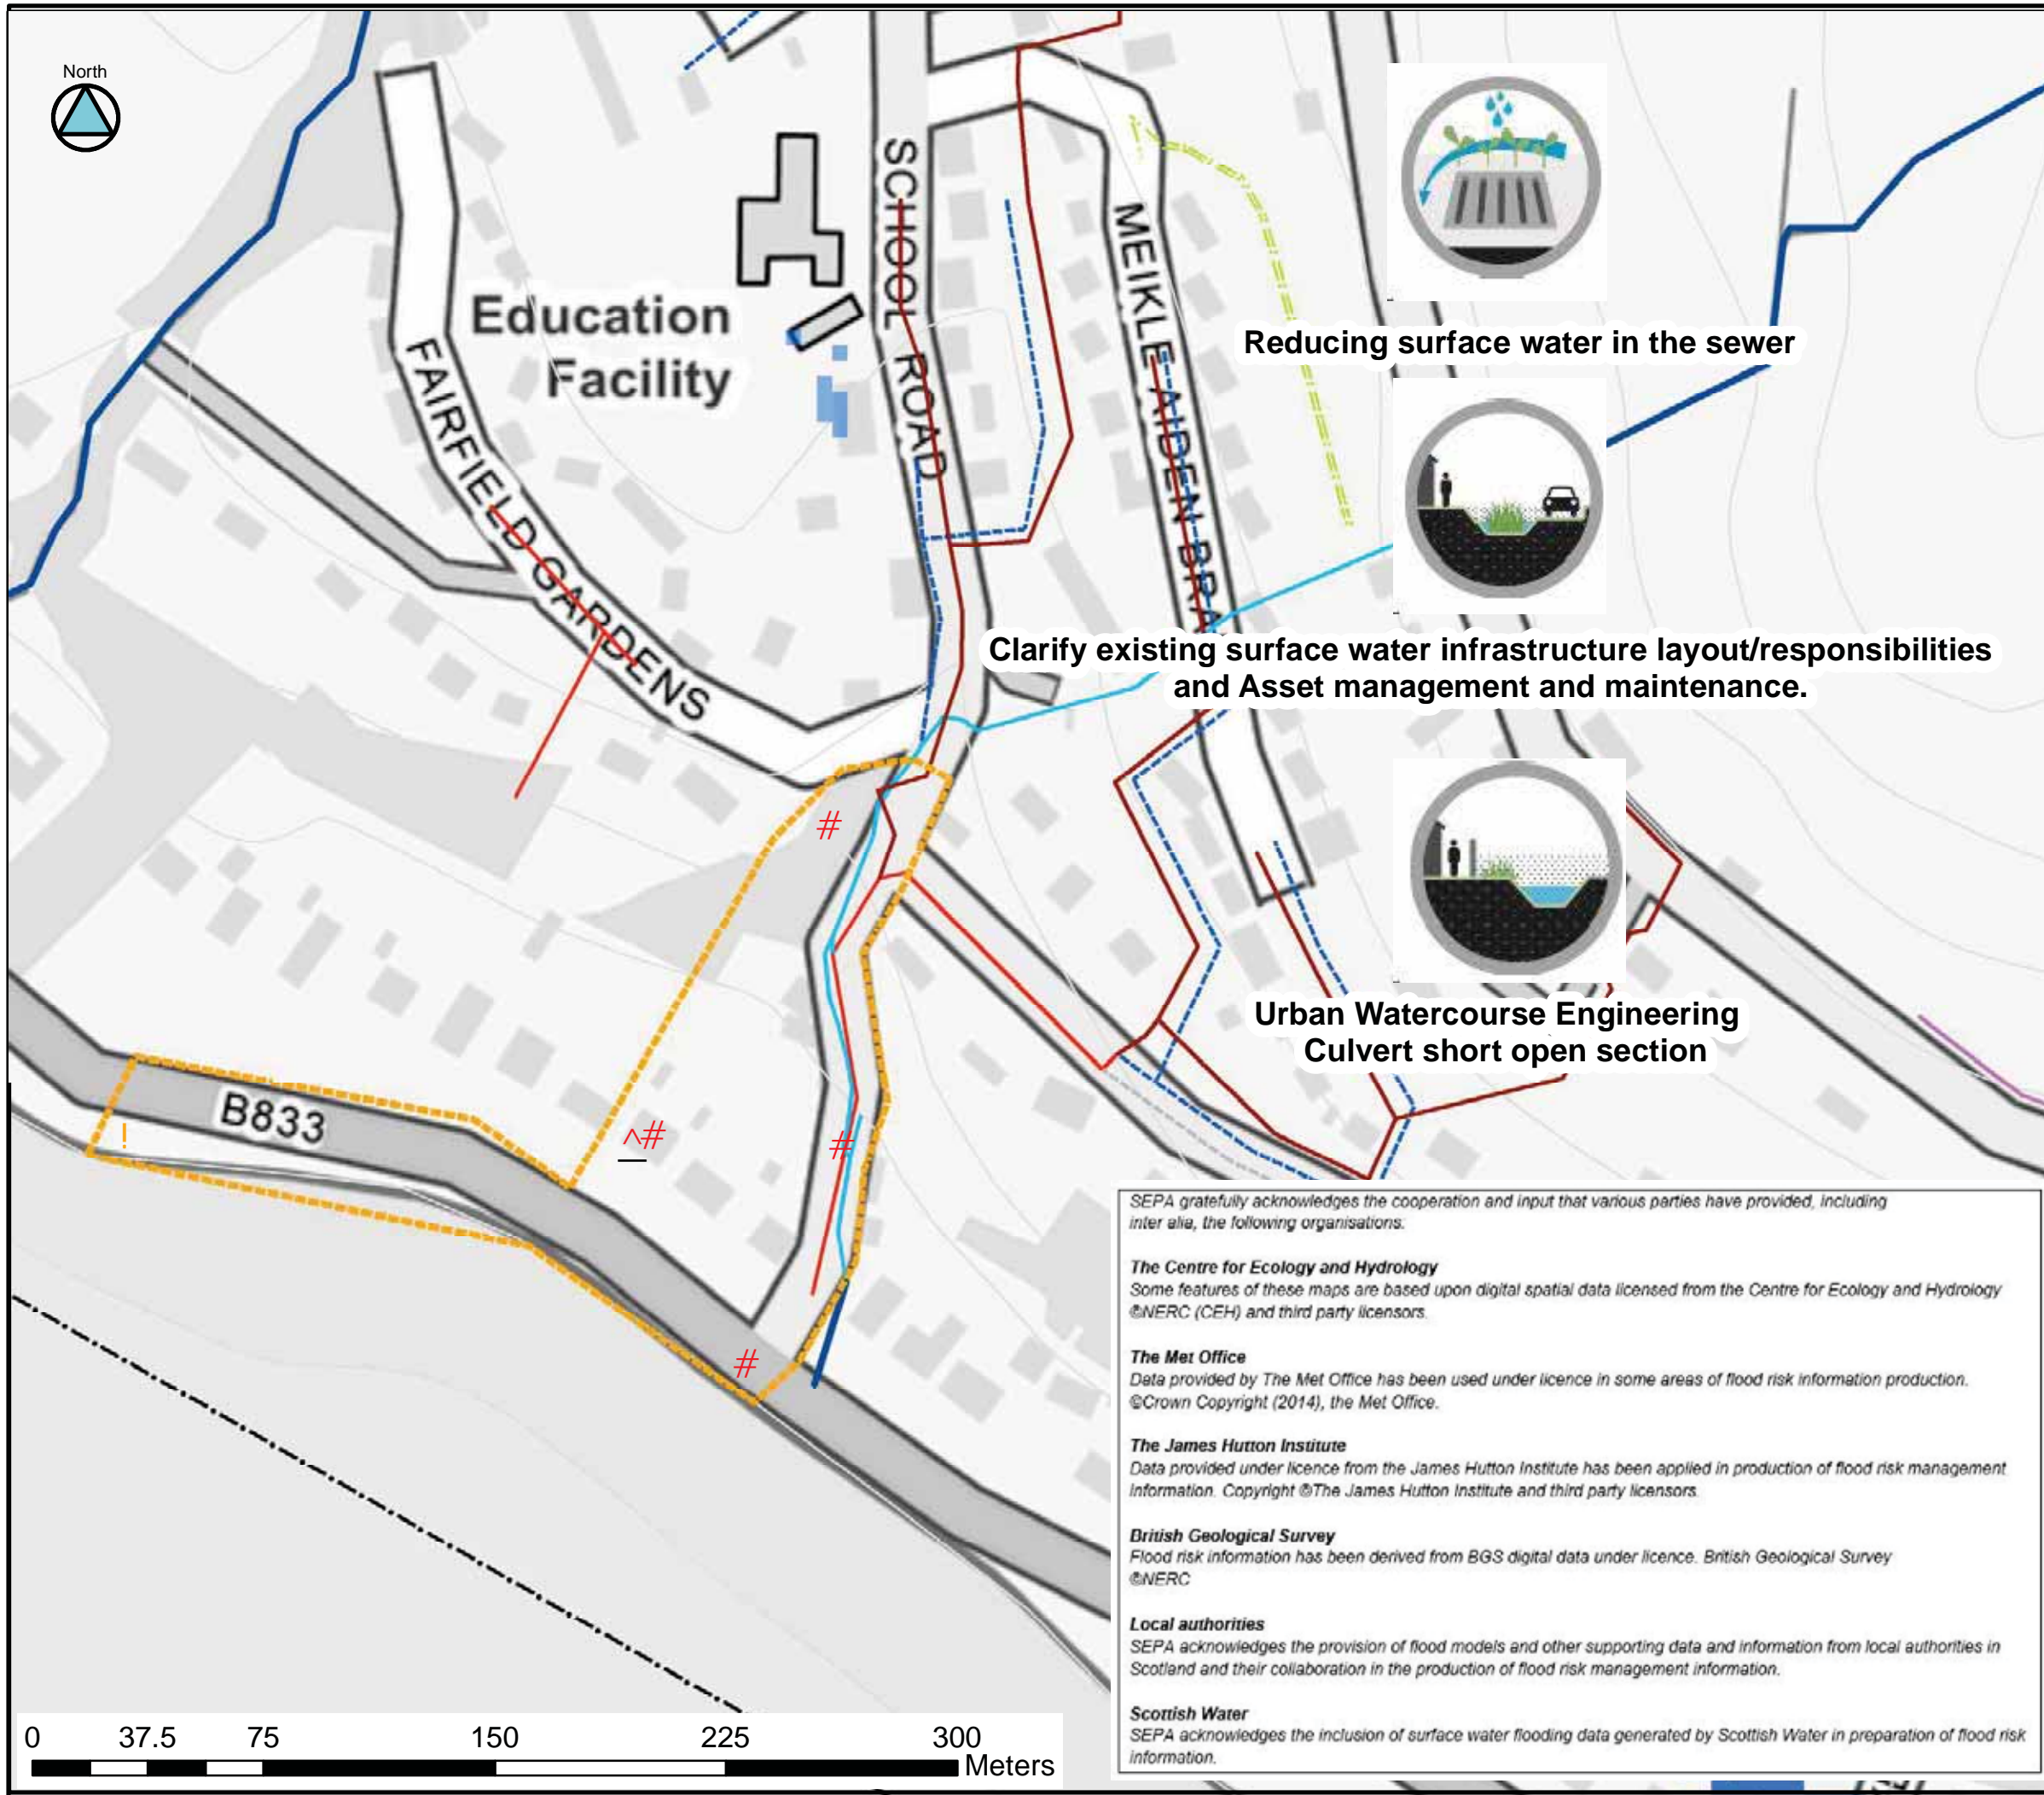 North
SCHOOL ROAD
MEIKLE AIDEN BRA
Education
Facility
FAIRFIELD GARDENS
Reducing surface water in the sewer
Clarify existing surface water infrastructure layout/responsibilities
and Asset management and maintenance.
Urban Watercourse Engineering
Culvert short open section
#
B833
!
^#
#
#
SEPA gratefully acknowledges the cooperation and input that various parties have provided, including
inter alia, the following organisations:
The Centre for Ecology and Hydrology
Some features of these maps are based upon digital spatial data licensed from the Centre for Ecology and Hydrology
©NERC (CEH) and third party licensors.
The Met Office
Data provided by The Met Office has been used under licence in some areas of flood risk information production.
©Crown Copyright (2014), the Met Office.
The James Hutton Institute
Data provided under licence from the James Hutton Institute has been applied in production of flood risk management
information. Copyright ©The James Hutton Institute and third party licensors.
British Geological Survey
Flood risk information has been derived from BGS digital data under licence. British Geological Survey
©NERC
Local authorities
SEPA acknowledges the provision of flood models and other supporting data and information from local authorities in
Scotland and their collaboration in the production of flood risk management information.
Scottish Water
SEPA acknowledges the inclusion of surface water flooding data generated by Scottish Water in preparation of flood risk
information.
0 37.5 75 150 225 300
Meters